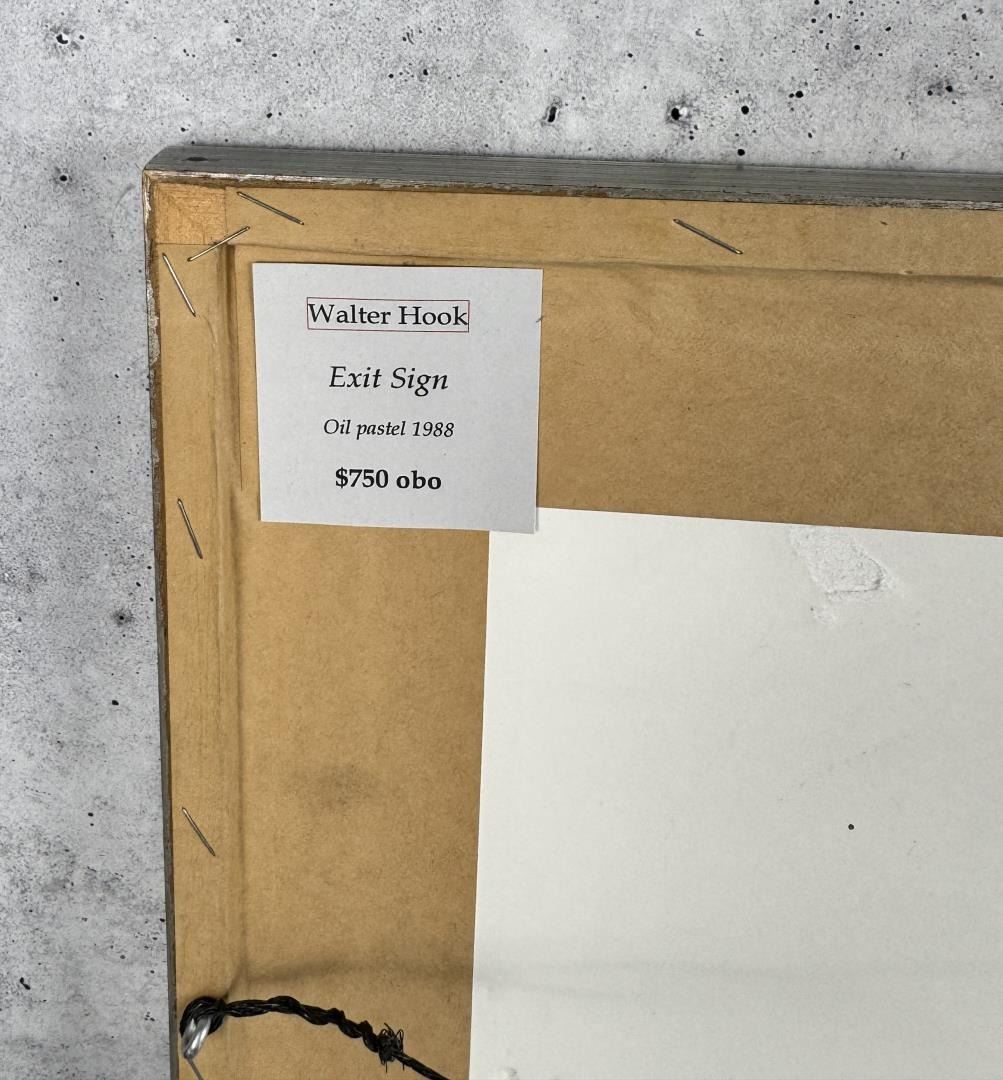 Walter Hook
Exit Sign
Oil pastel 1988
$750 obo